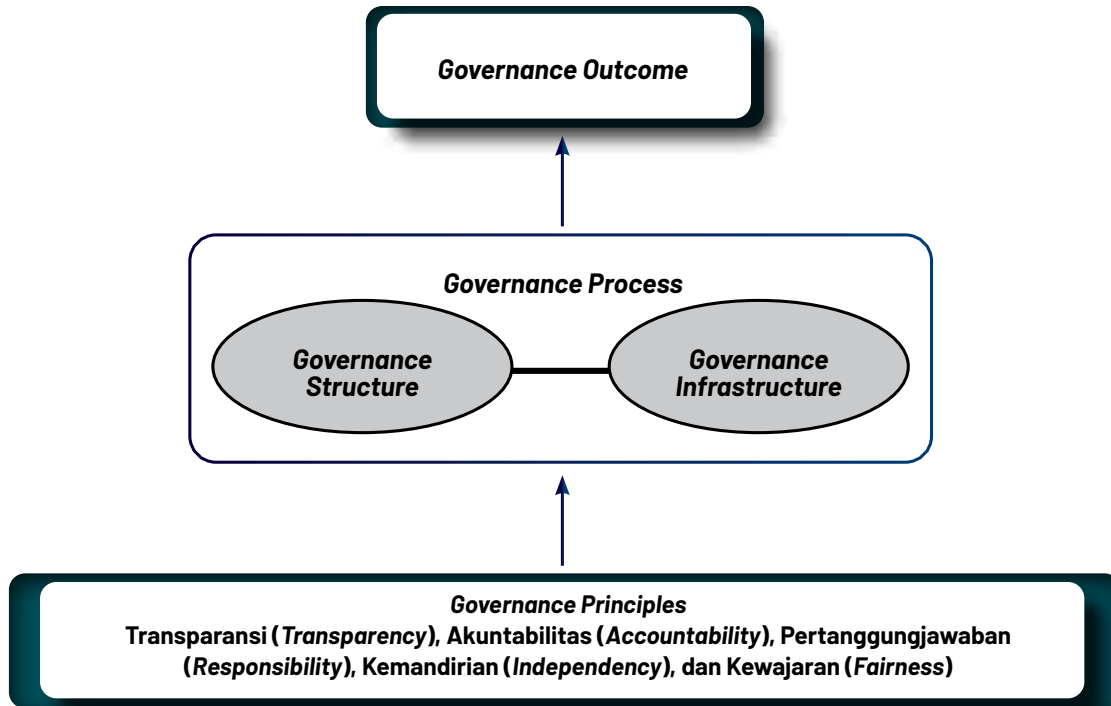 Governance Outcome
Governance Process
Governance
Structure
Governance
Infrastructure
Governance Principles
Transparansi (Transparency), Akuntabilitas (Accountability), Pertanggungjawaban
(Responsibility), Kemandirian (Independency), dan Kewajaran (Fairness)